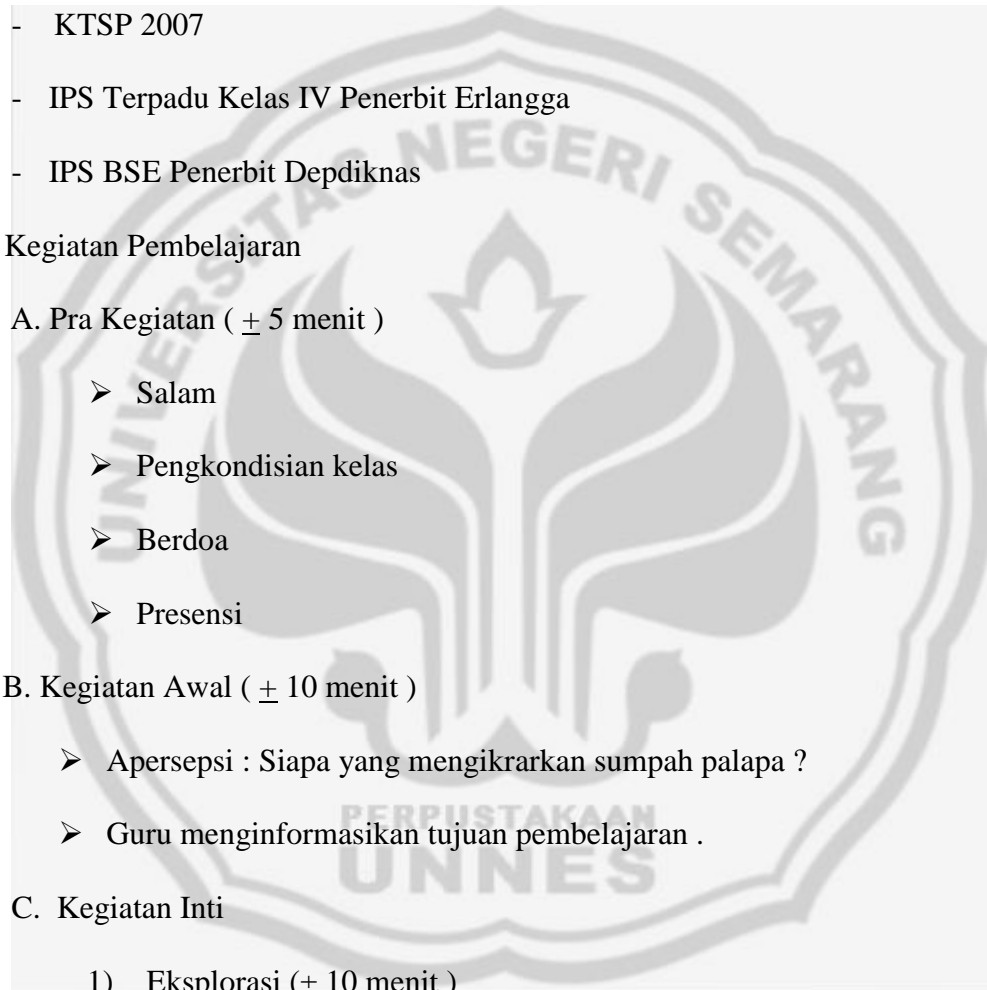 - KTSP 2007
- IPS Terpadu Kelas IV Penerbit Erlangga
- IPS BSE Penerbit Depdiknas
Kegiatan Pembelajaran
A. Pra Kegiatan ( + 5 menit )
➢ Salam
➢ Pengkondisian kelas
➢ Berdoa
➢ Presensi
B. Kegiatan Awal ( + 10 menit )
➢ Apersepsi : Siapa yang mengikrarkan sumpah palapa ?
➢ Guru menginformasikan tujuan pembelajaran .
C. Kegiatan Inti
1) Eksplorasi (+ 10 menit )
UNIVERSITAS NEGERI SEMARANG
PERPUSTAKAAN
UNNES